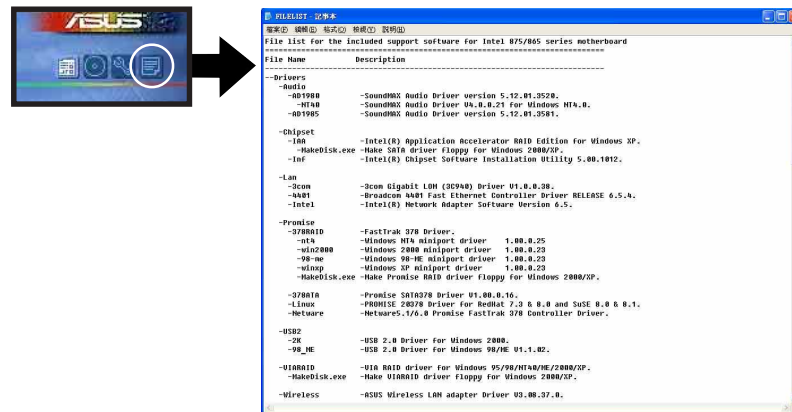 ASUS
FILELIST - 記事本
檔案(F) 編輯(E) 格式(O) 檢視(V) 說明(H)
File list for the included support software for Intel 875/865 series motherboard
================================================================
File Name Description
----------------------------------------------------------------
--Drivers
-Audio
-AD1980 -SoundMAX Audio Driver version 5.12.01.3520.
-NT40 -SoundMAX Audio Driver V4.0.0.21 for Windows NT4.0.
-AD1985 -SoundMAX Audio Driver version 5.12.01.3581.
-Chipset
-IAA -Intel(R) Application Accelerator RAID Edition for Windows XP.
-MakeDisk.exe -Make SATA driver floppy for Windows 2000/XP.
-Inf -Intel(R) Chipset Software Installation Utility 5.00.1012.
-Lan
-3com -3com Gigabit LOM (3C940) Driver V1.0.0.38.
-4401 -Broadcom 4401 Fast Ethernet Controller Driver RELEASE 6.5.4.
-Intel -Intel(R) Network Adapter Software Version 6.5.
-Promise
-378RAID -FastTrak 378 Driver.
-nt4 -Windows NT4 miniport driver 1.00.0.25
-win2000 -Windows 2000 miniport driver 1.00.0.23
-98-me -Windows 98-ME miniport driver 1.00.0.23
-winxp -Windows XP miniport driver 1.00.0.23
-MakeDisk.exe -Make Promise RAID driver floppy for Windows 2000/XP.
-378ATA -Promise SATA378 Driver V1.00.0.16.
-Linux -PROMISE 20378 Driver for RedHat 7.3 & 8.0 and SuSE 8.0 & 8.1.
-Netware -Netware5.1/6.0 Promise FastTrak 378 Controller Driver.
-USB2
-2K -USB 2.0 Driver for Windows 2000.
-98_ME -USB 2.0 Driver for Windows 98/ME V1.1.02.
-VIARAID -VIA RAID driver for Windows 95/98/NT40/ME/2000/XP.
-MakeDisk.exe -Make VIARAID driver floppy for Windows 2000/XP.
-Wireless -ASUS Wireless LAN adapter Driver V3.08.37.0.